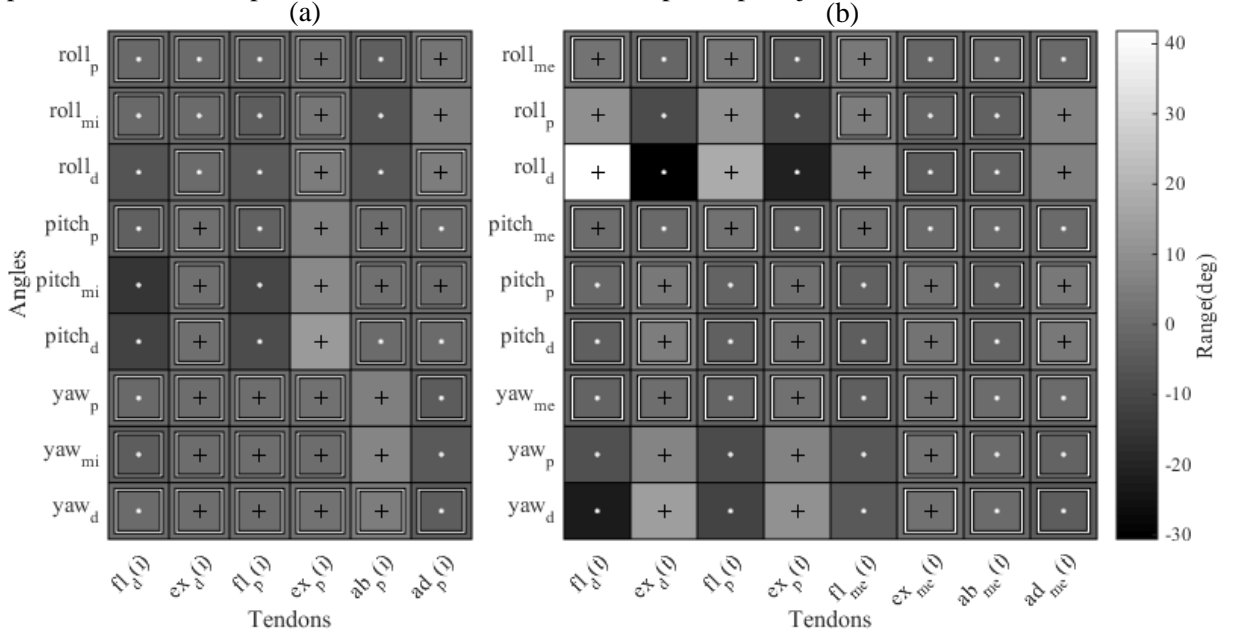 (a)
(b)
roll_p
roll_mi
roll_d
pitch_p
pitch_mi
pitch_d
yaw_p
yaw_mi
yaw_d
Angles
fl_d(i)
ex_d(i)
fl_p(i)
ex_p(i)
ab_p(i)
ad_p(i)
Tendons
roll_me
roll_p
roll_d
pitch_me
pitch_p
pitch_d
yaw_me
yaw_p
yaw_d
fl_d(t)
ex_d(t)
fl_p(t)
ex_p(t)
fl_me(t)
ex_me(t)
ab_me(t)
ad_me(t)
Tendons
40
30
20
10
0
-10
-20
-30
Range(deg)